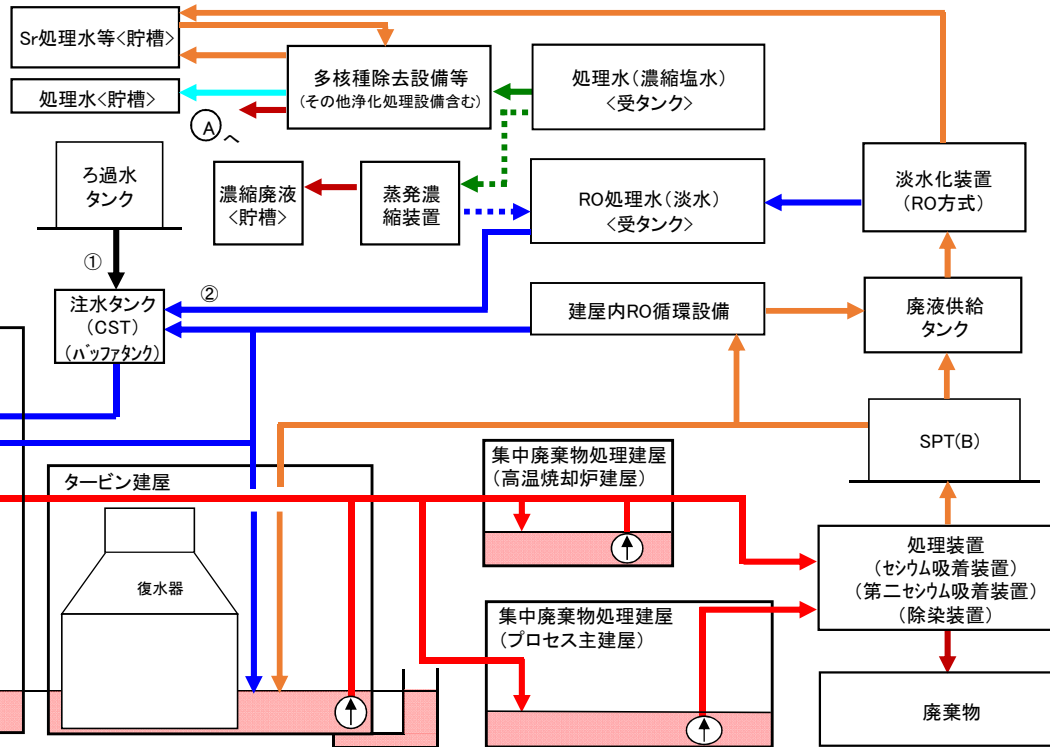 Sr処理水等<貯槽>
処理水<貯槽>
多核種除去設備等
(その他浄化処理設備含む)
処理水(濃縮塩水)
<受タンク>
Aへ
ろ過水
タンク
濃縮廃液
<貯槽>
蒸発濃
縮装置
RO処理水(淡水)
<受タンク>
淡水化装置
(RO方式)
①
②
注水タンク
(CST)
(バッファタンク)
建屋内RO循環設備
廃液供給
タンク
SPT(B)
タービン建屋
復水器
集中廃棄物処理建屋
(高温焼却炉建屋)
処理装置
(セシウム吸着装置)
(第二セシウム吸着装置)
(除染装置)
集中廃棄物処理建屋
(プロセス主建屋)
廃棄物